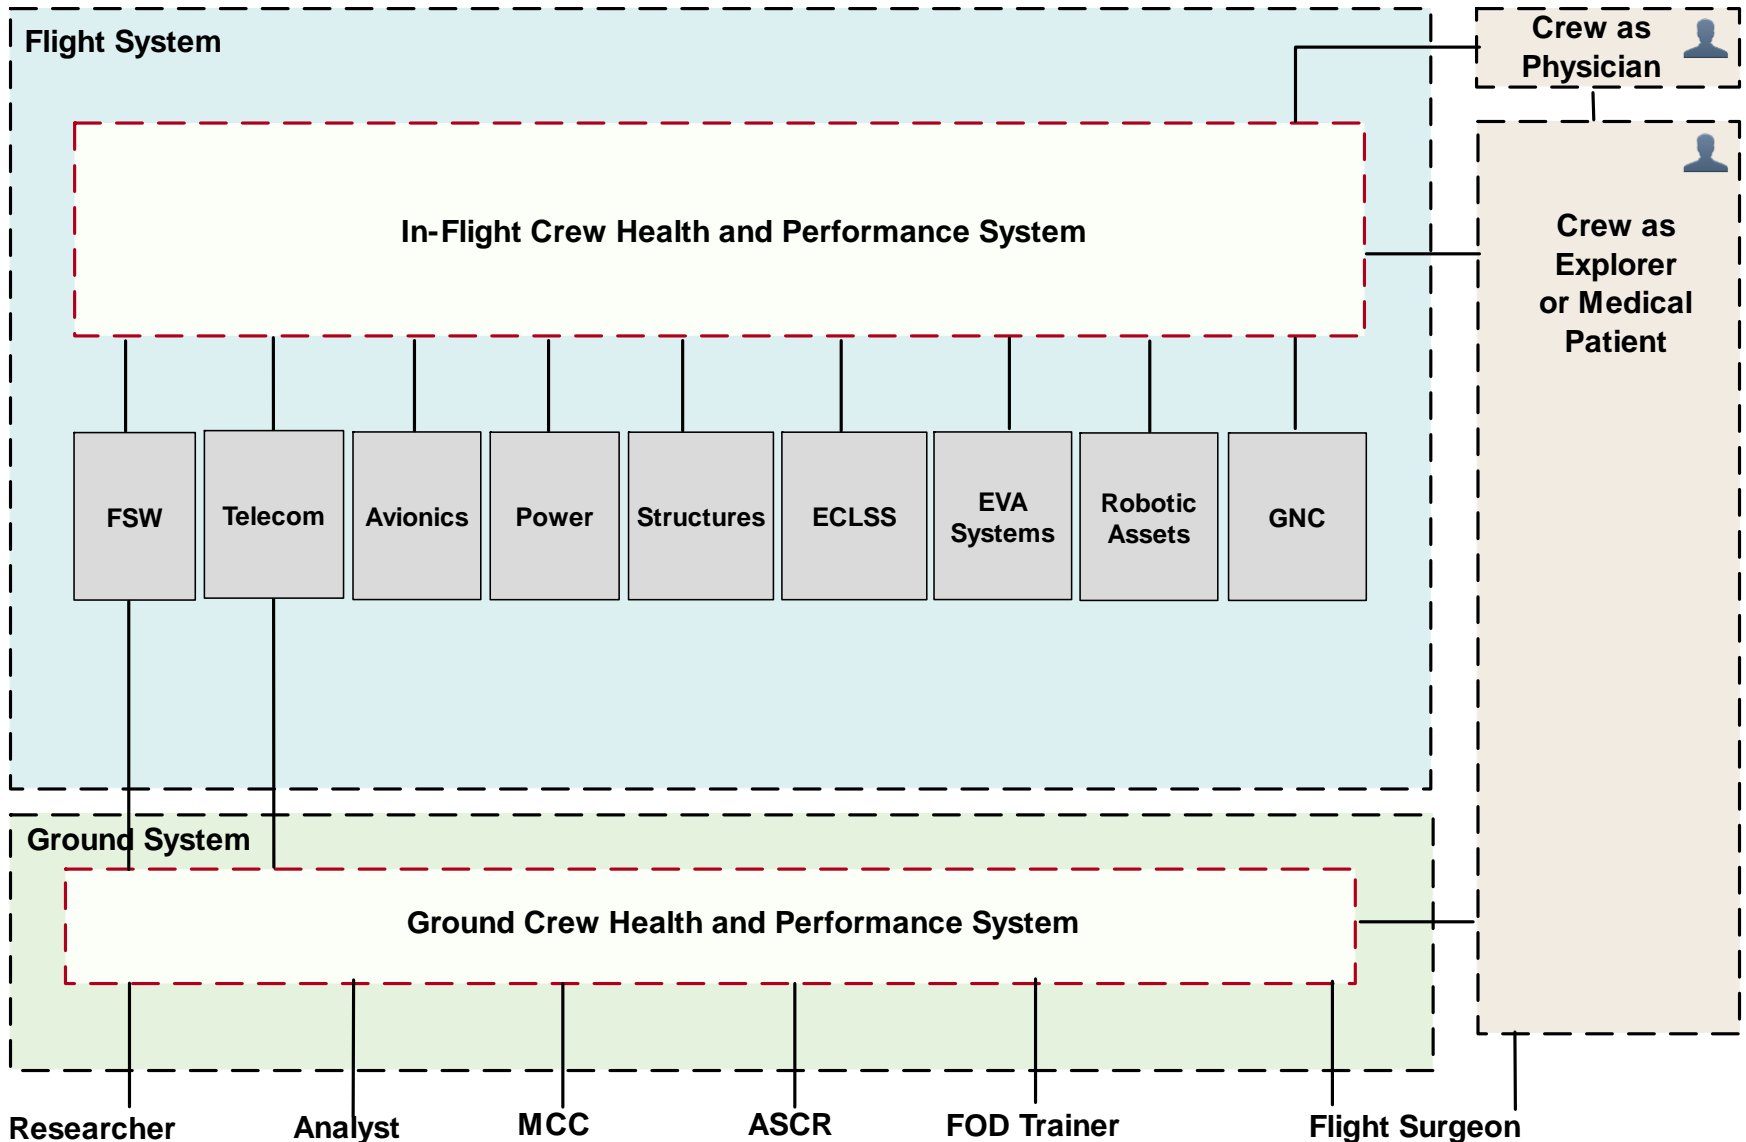 Flight System
Crew as
Physician
In-Flight Crew Health and Performance System
Crew as
Explorer
or Medical
Patient
FSW
Telecom
Avionics
Power
Structures
ECLSS
EVA
Systems
Robotic
Assets
GNC
Ground System
Ground Crew Health and Performance System
Researcher
Analyst
MCC
ASCR
FOD Trainer
Flight Surgeon